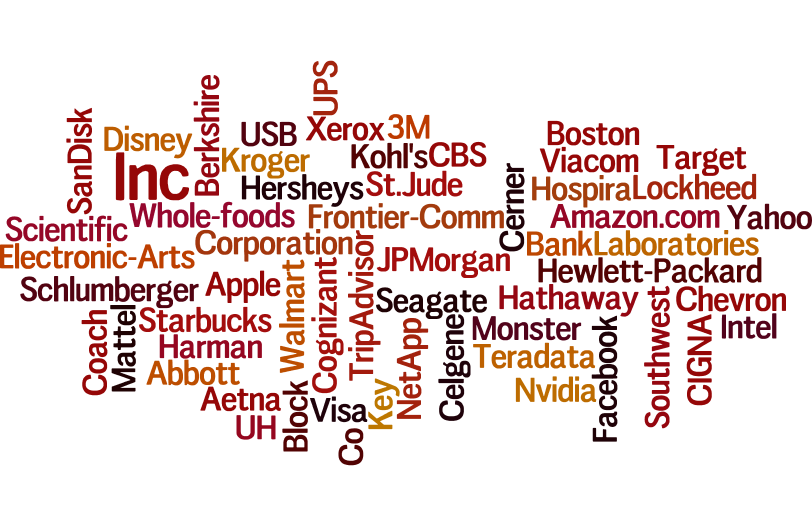 UPS
Berkshire
SanDisk
Disney
USB
Xerox
3M
Boston
Kroger
Kohl's
CBS
Viacom
Target
Inc
Hersheys
St.Jude
Cerner
Hospira
Lockheed
Scientific
Whole-foods
Frontier-Comm
Amazon.com
Yahoo
Electronic-Arts
Corporation
JPMorgan
Bank
Laboratories
Hewlett-Packard
Schlumberger
Apple
Walmart
Cognizant
TripAdvisor
Seagate
Hathaway
Southwest
Chevron
Coach
Mattel
Starbucks
NetApp
Celgene
Monster
Facebook
CIGNA
Intel
Harman
Teradata
Abbott
Nvidia
Aetna
Block
Visa
Key
UH
Co